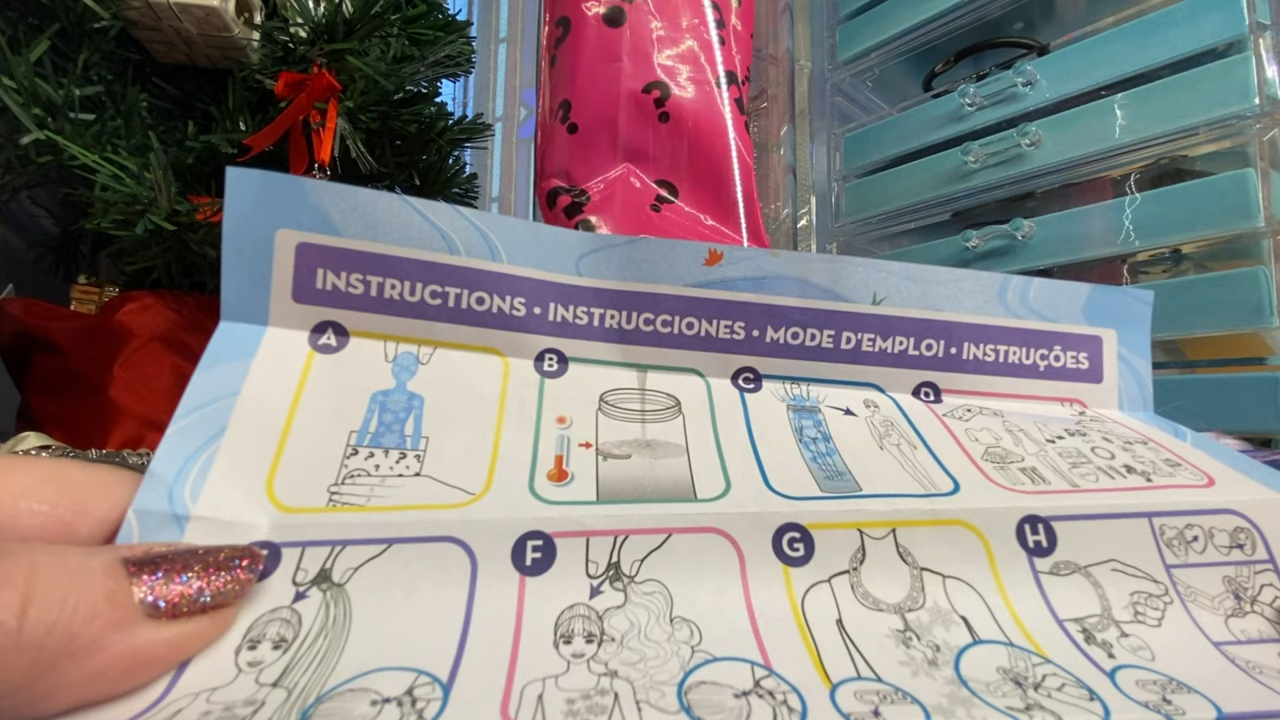 INSTRUCTIONS • INSTRUCCIONES • MODE D'EMPLOI • INSTRUÇÕES
A
B
C
D
F
G
H
? ? ? ?